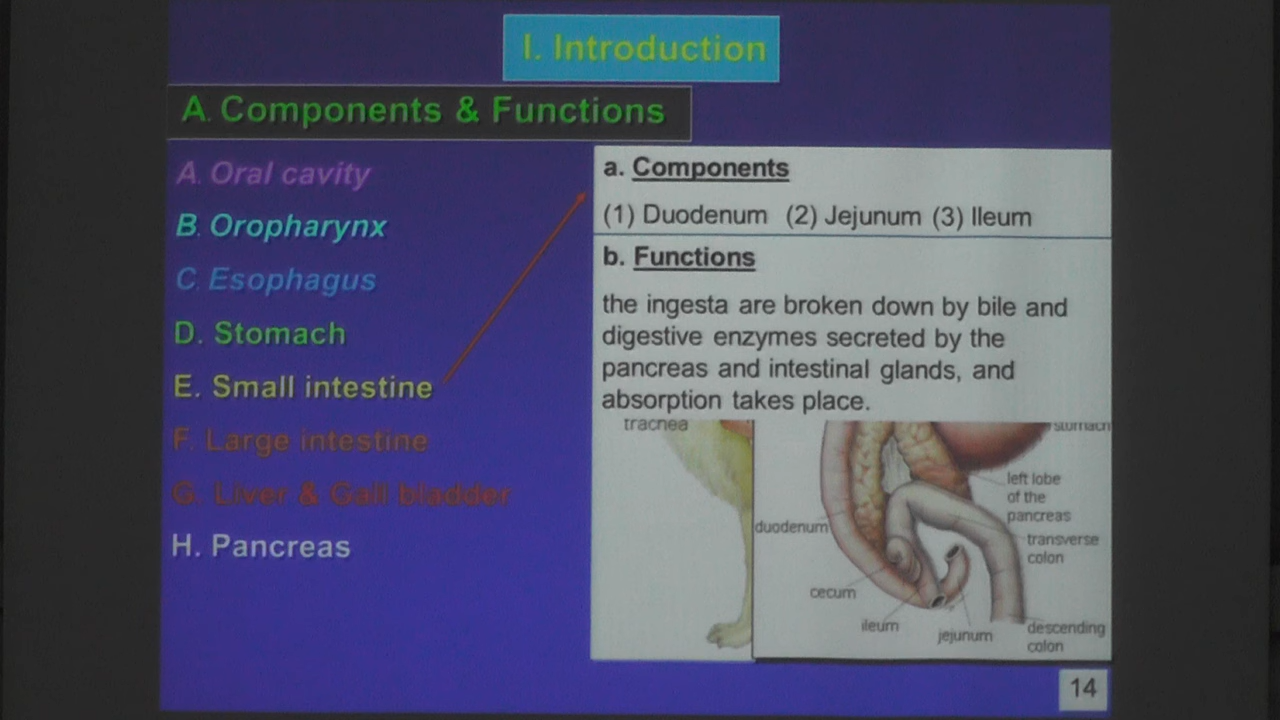 I. Introduction
A. Components & Functions
A. Oral cavity
B. Oropharynx
C. Esophagus
D. Stomach
E. Small intestine
F. Large intestine
G. Liver & Gall bladder
H. Pancreas
a. Components
(1) Duodenum (2) Jejunum (3) Ileum
b. Functions
the ingesta are broken down by bile and
digestive enzymes secreted by the
pancreas and intestinal glands, and
absorption takes place.
trachea
stomach
left lobe
of the
pancreas
duodenum
transverse
colon
cecum
ileum
jejunum
descending
colon
14